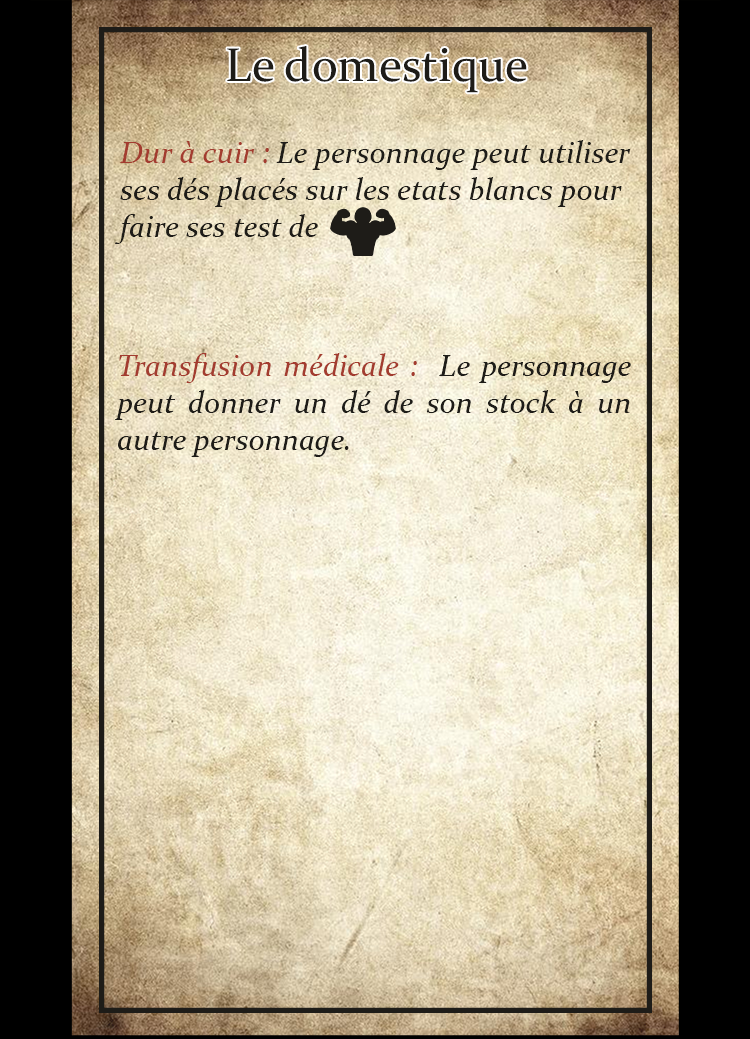 Le domestique
Dur à cuir : Le personnage peut utiliser
ses dés placés sur les etats blancs pour
faire ses test de
Transfusion médicale : Le personnage
peut donner un dé de son stock à un
autre personnage.